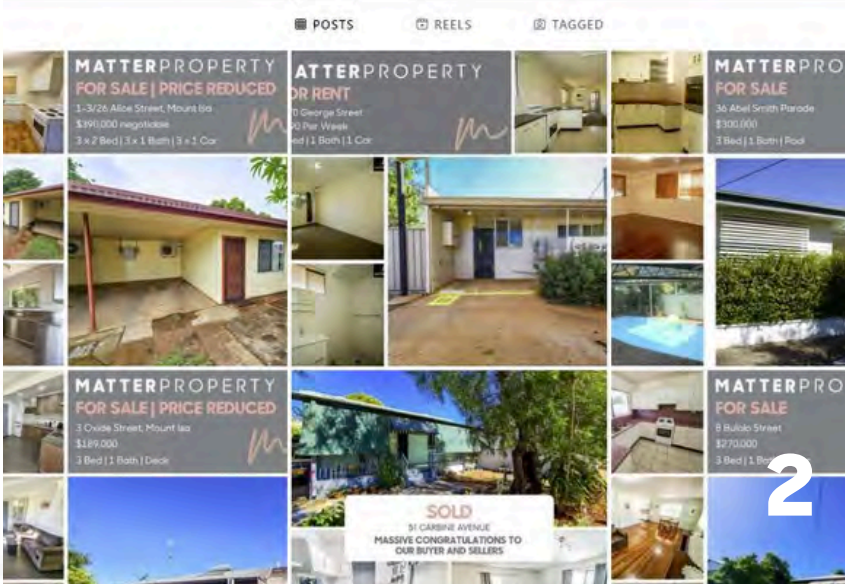 POSTS
REELS
TAGGED
MATTERPROPERTY
FOR SALE | PRICE REDUCED
1-3/26 Alice Street, Mount Isa
$390,000 negotiable
3 x 2 Bed | 3 x 1 Bath | 3 x 1 Car
ATTERPROPERTY
OR RENT
0 George Street
90 Per Week
ed | 1 Bath | 1 Car
MATTERPRO
FOR SALE
36 Abel Smith Parade
$300,000
3 Bed | 1 Bath | Pool
MATTERPROPERTY
FOR SALE | PRICE REDUCED
3 Oxide Street, Mount Isa
$189,000
3 Bed | 1 Bath | Deck
SOLD
51 CARBINE AVENUE
MASSIVE CONGRATULATIONS TO
OUR BUYER AND SELLERS
MATTERPRO
FOR SALE
8 Bulolo Street
$270,000
3 Bed | 1
2